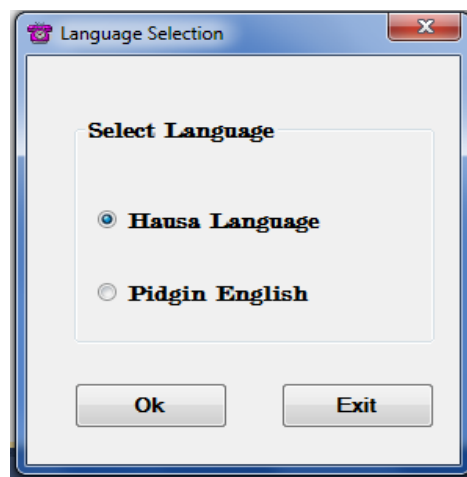 Language Selection
Select Language
Hausa Language
Pidgin English
Ok Exit